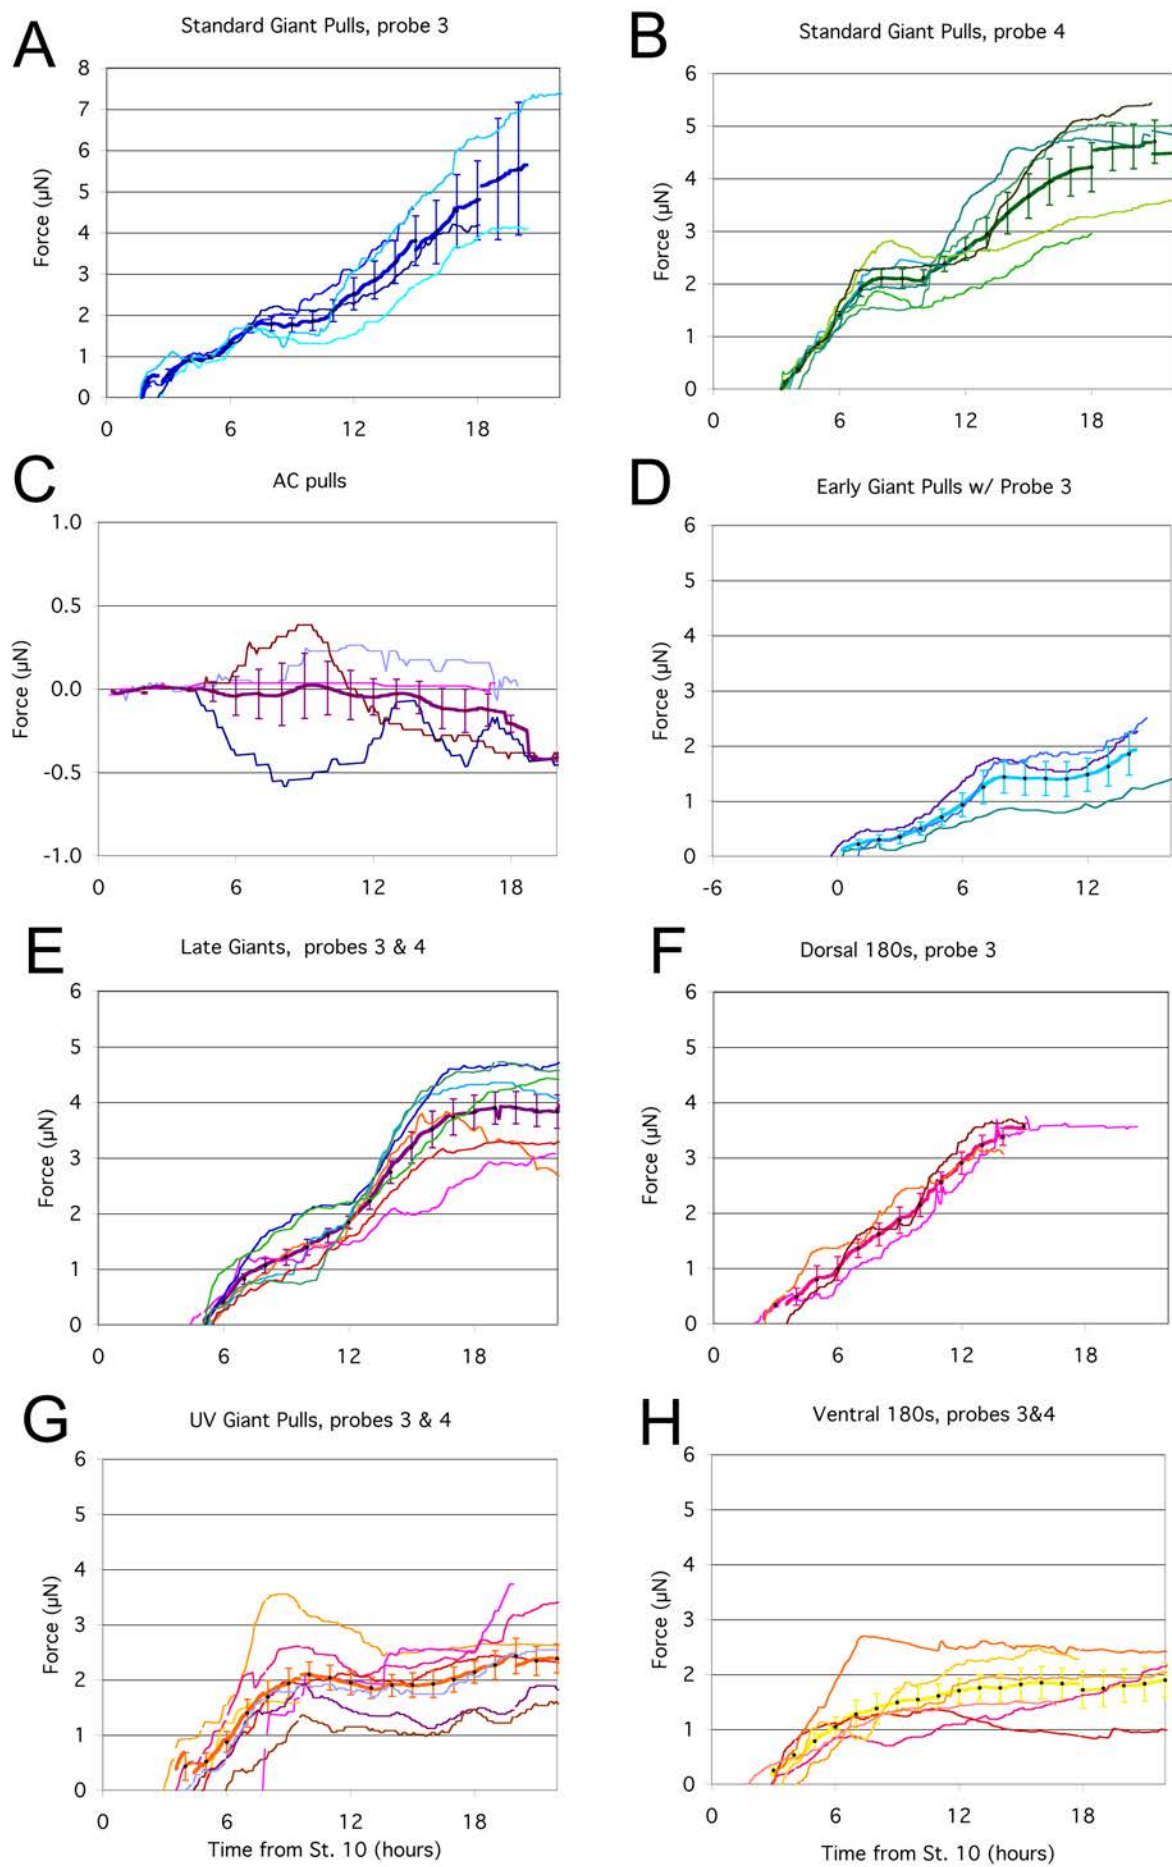 A
Standard Giant Pulls, probe 3
Force (µN)
8
7
6
5
4
3
2
1
0
0 6 12 18
B
Standard Giant Pulls, probe 4
Force (µN)
6
5
4
3
2
1
0
0 6 12 18
C
AC pulls
Force (µN)
1.0
0.5
0.0
-0.5
-1.0
0 6 12 18
D
Early Giant Pulls w/ Probe 3
Force (µN)
6
5
4
3
2
1
0
-6 0 6 12
E
Late Giants, probes 3 & 4
Force (µN)
6
5
4
3
2
1
0
0 6 12 18
F
Dorsal 180s, probe 3
Force (µN)
6
5
4
3
2
1
0
0 6 12 18
G
UV Giant Pulls, probes 3 & 4
Force (µN)
6
5
4
3
2
1
0
0 6 12 18
Time from St. 10 (hours)
H
Ventral 180s, probes 3&4
Force (µN)
6
5
4
3
2
1
0
0 6 12 18
Time from St. 10 (hours)